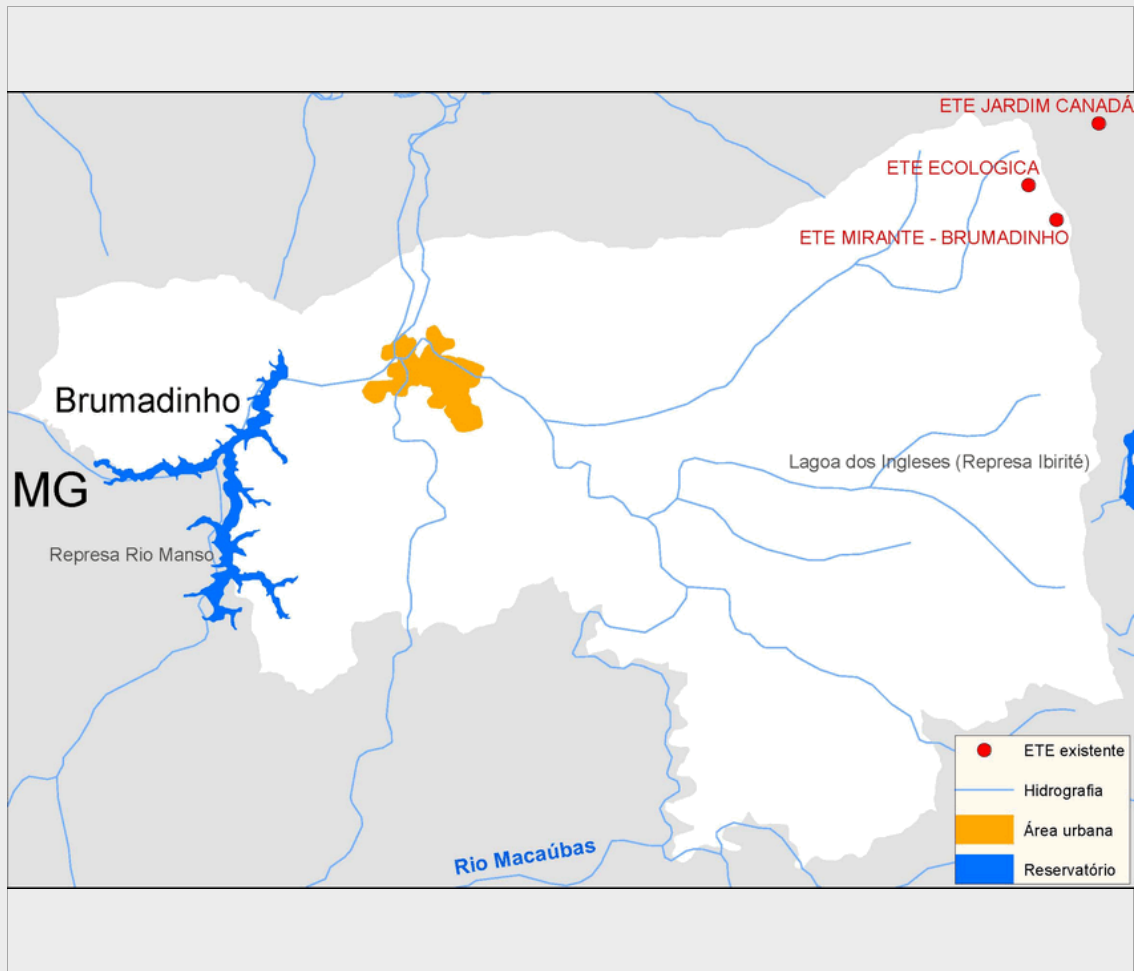 ETE JARDIM CANADÁ
ETE ECOLOGICA
ETE MIRANTE - BRUMADINHO
Brumadinho
Lagoa dos Ingleses (Represa Ibirité)
MG
Represa Rio Manso
ETE existente
Hidrografia
Área urbana
Reservatório
Rio Macaúbas